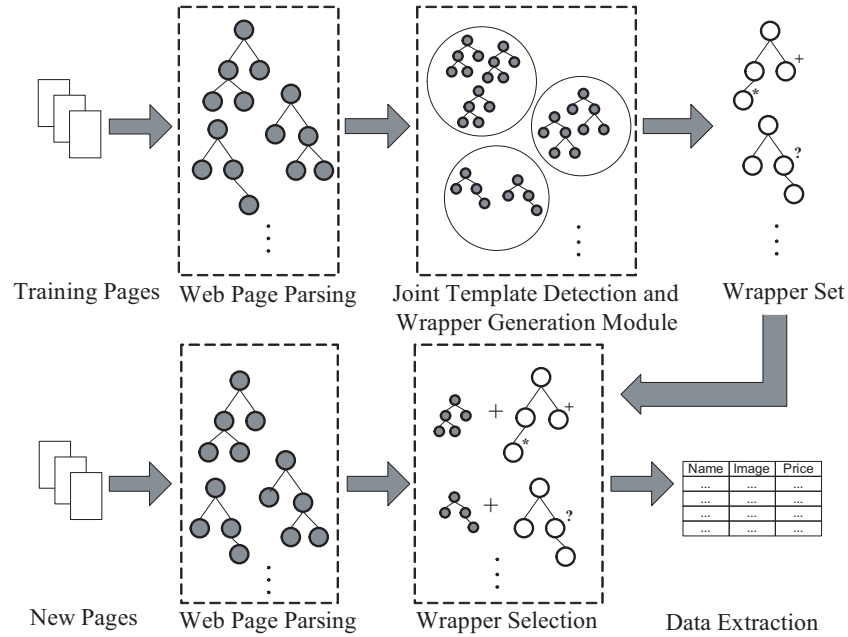 +
*
?
Training Pages
Web Page Parsing
Joint Template Detection and
Wrapper Generation Module
Wrapper Set
+ +
*
+ ?
Name Image Price
... ... ...
... ... ...
... ... ...
New Pages
Web Page Parsing
Wrapper Selection
Data Extraction